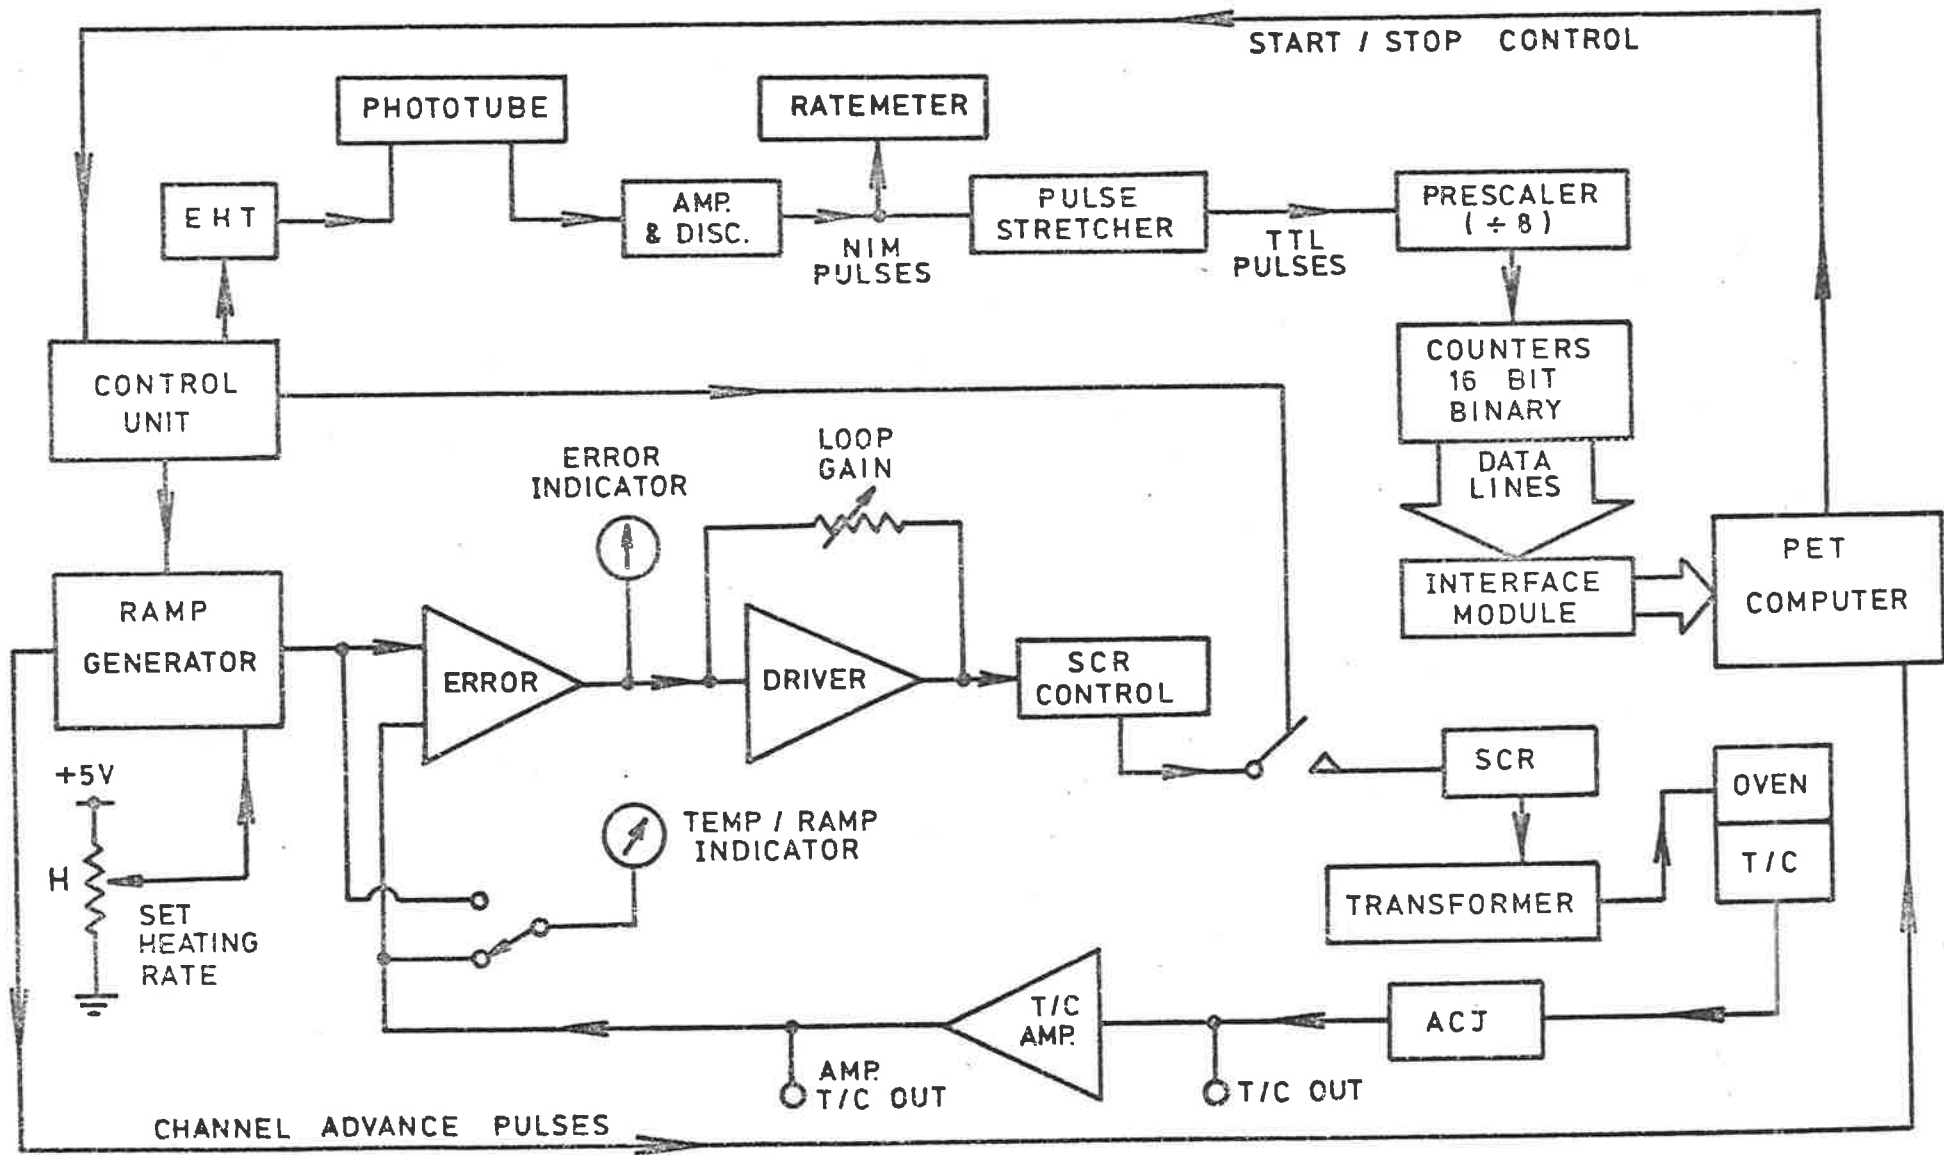 START / STOP CONTROL
PHOTOTUBE
RATEMETER
EHT
AMP.
& DISC.
NIM
PULSES
PULSE
STRETCHER
TTL
PULSES
PRESCALER
(÷8)
CONTROL
UNIT
COUNTERS
16 BIT
BINARY
DATA
LINES
ERROR
INDICATOR
LOOP
GAIN
INTERFACE
MODULE
PET
COMPUTER
RAMP
GENERATOR
ERROR
DRIVER
SCR
CONTROL
SCR
OVEN
T/C
+5V
H
SET
HEATING
RATE
TEMP / RAMP
INDICATOR
TRANSFORMER
T/C
AMP.
ACJ
AMP.
T/C OUT
T/C OUT
CHANNEL ADVANCE PULSES